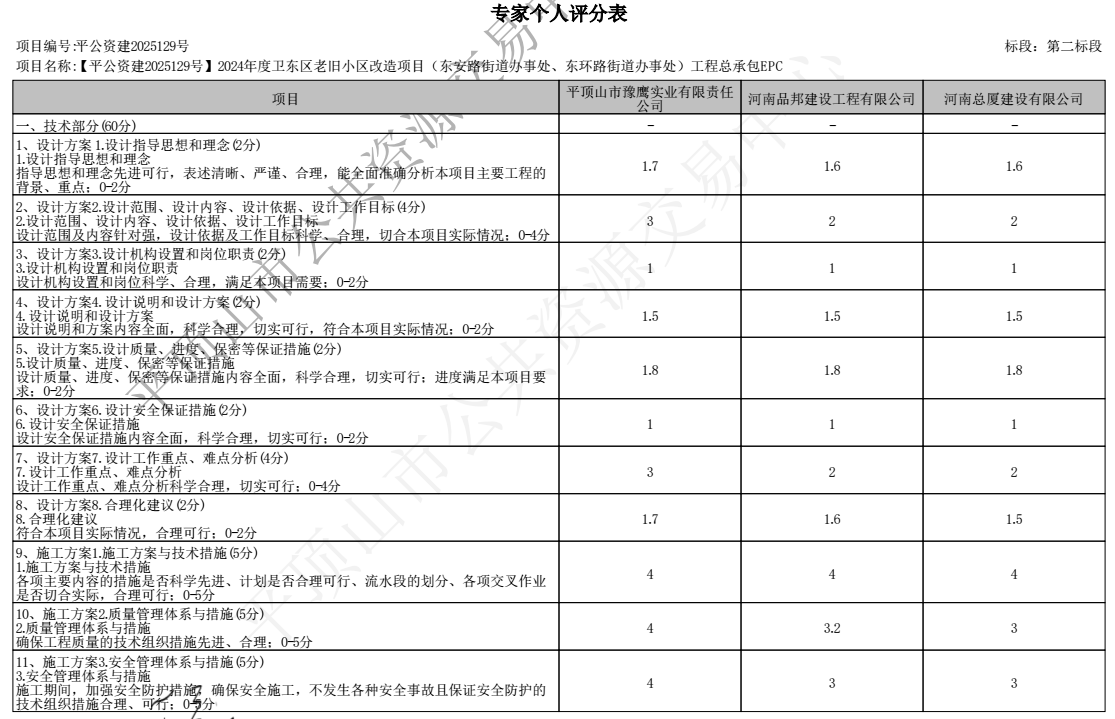 专家个人评分表
项目编号:平公资建2025129号
标段: 第二标段
项目名称:【平公资建2025129号】2024年度卫东区老旧小区改造项目（东安路街道办事处、东环路街道办事处）工程总承包EPC
项目
平顶山市豫鹰实业有限责任
公司
河南品邦建设工程有限公司
河南总厦建设有限公司
一、技术部分(60分)
－
－
－
1、设计方案1.设计指导思想和理念(2分)
1.设计指导思想和理念
指导思想和理念先进可行，表述清晰、严谨、合理，能全面准确分析本项目主要工程的
背景、重点；0-2分
1.7
1.6
1.6
2、设计方案2.设计范围、设计内容、设计依据、设计工作目标(4分)
2.设计范围、设计内容、设计依据、设计工作目标
设计范围及内容针对强，设计依据及工作目标科学、合理，切合本项目实际情况；0-4分
3
2
2
3、设计方案3.设计机构设置和岗位职责(2分)
3.设计机构设置和岗位职责
设计机构设置和岗位科学、合理，满足本项目需要；0-2分
1
1
1
4、设计方案4.设计说明和设计方案(2分)
4.设计说明和设计方案
设计说明和方案内容全面，科学合理，切实可行，符合本项目实际情况；0-2分
1.5
1.5
1.5
5、设计方案5.设计质量、进度、保密等保证措施(2分)
5.设计质量、进度、保密等保证措施
设计质量、进度、保密等保证措施内容全面，科学合理，切实可行；进度满足本项目要
求；0-2分
1.8
1.8
1.8
6、设计方案6.设计安全保证措施(2分)
6.设计安全保证措施
设计安全保证措施内容全面，科学合理，切实可行；0-2分
1
1
1
7、设计方案7.设计工作重点、难点分析(4分)
7.设计工作重点、难点分析
设计工作重点、难点分析科学合理，切实可行；0-4分
3
2
2
8、设计方案8.合理化建议(2分)
8.合理化建议
符合本项目实际情况，合理可行；0-2分
1.7
1.6
1.5
9、施工方案1.施工方案与技术措施(5分)
1.施工方案与技术措施
各项主要内容的措施是否科学先进、计划是否合理可行、流水段的划分、各项交叉作业
是否切合实际，合理可行；0-5分
4
4
4
10、施工方案2.质量管理体系与措施(5分)
2.质量管理体系与措施
确保工程质量的技术组织措施先进、合理；0-5分
4
3.2
3
11、施工方案3.安全管理体系与措施(5分)
3.安全管理体系与措施
施工期间，加强安全防护措施，确保安全施工，不发生各种安全事故且保证安全防护的
技术组织措施合理、可行；0-5分
4
3
3
平顶山市公共资源交易中
平顶山市公共资源交易中心